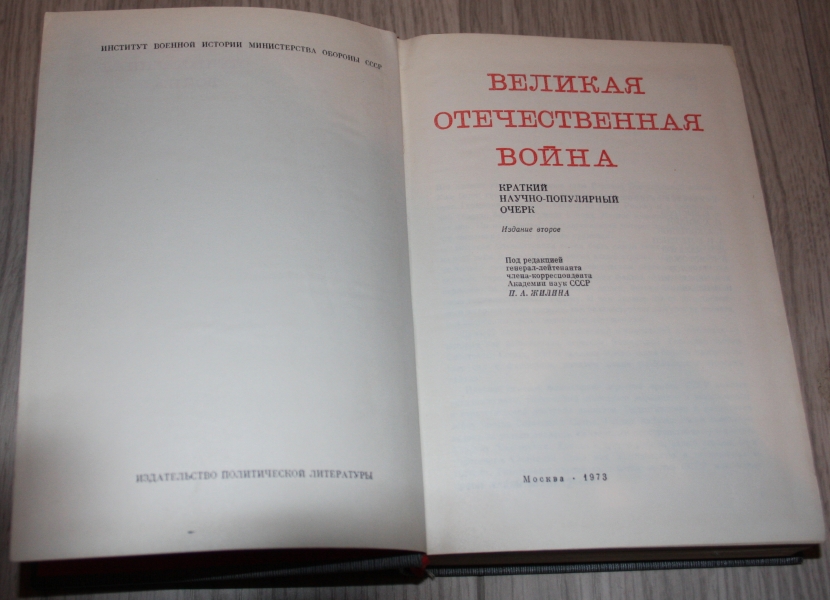 ИНСТИТУТ ВОЕННОЙ ИСТОРИИ МИНИСТЕРСТВА ОБОРОНЫ СССР
ИЗДАТЕЛЬСТВО ПОЛИТИЧЕСКОЙ ЛИТЕРАТУРЫ
ВЕЛИКАЯ
ОТЕЧЕСТВЕННАЯ
ВОЙНА
КРАТКИЙ
НАУЧНО-ПОПУЛЯРНЫЙ
ОЧЕРК
Издание второе
Под редакцией
генерал-лейтенанта
члена-корреспондента
Академии наук СССР
П. А. ЖИЛИНА
Москва · 1973